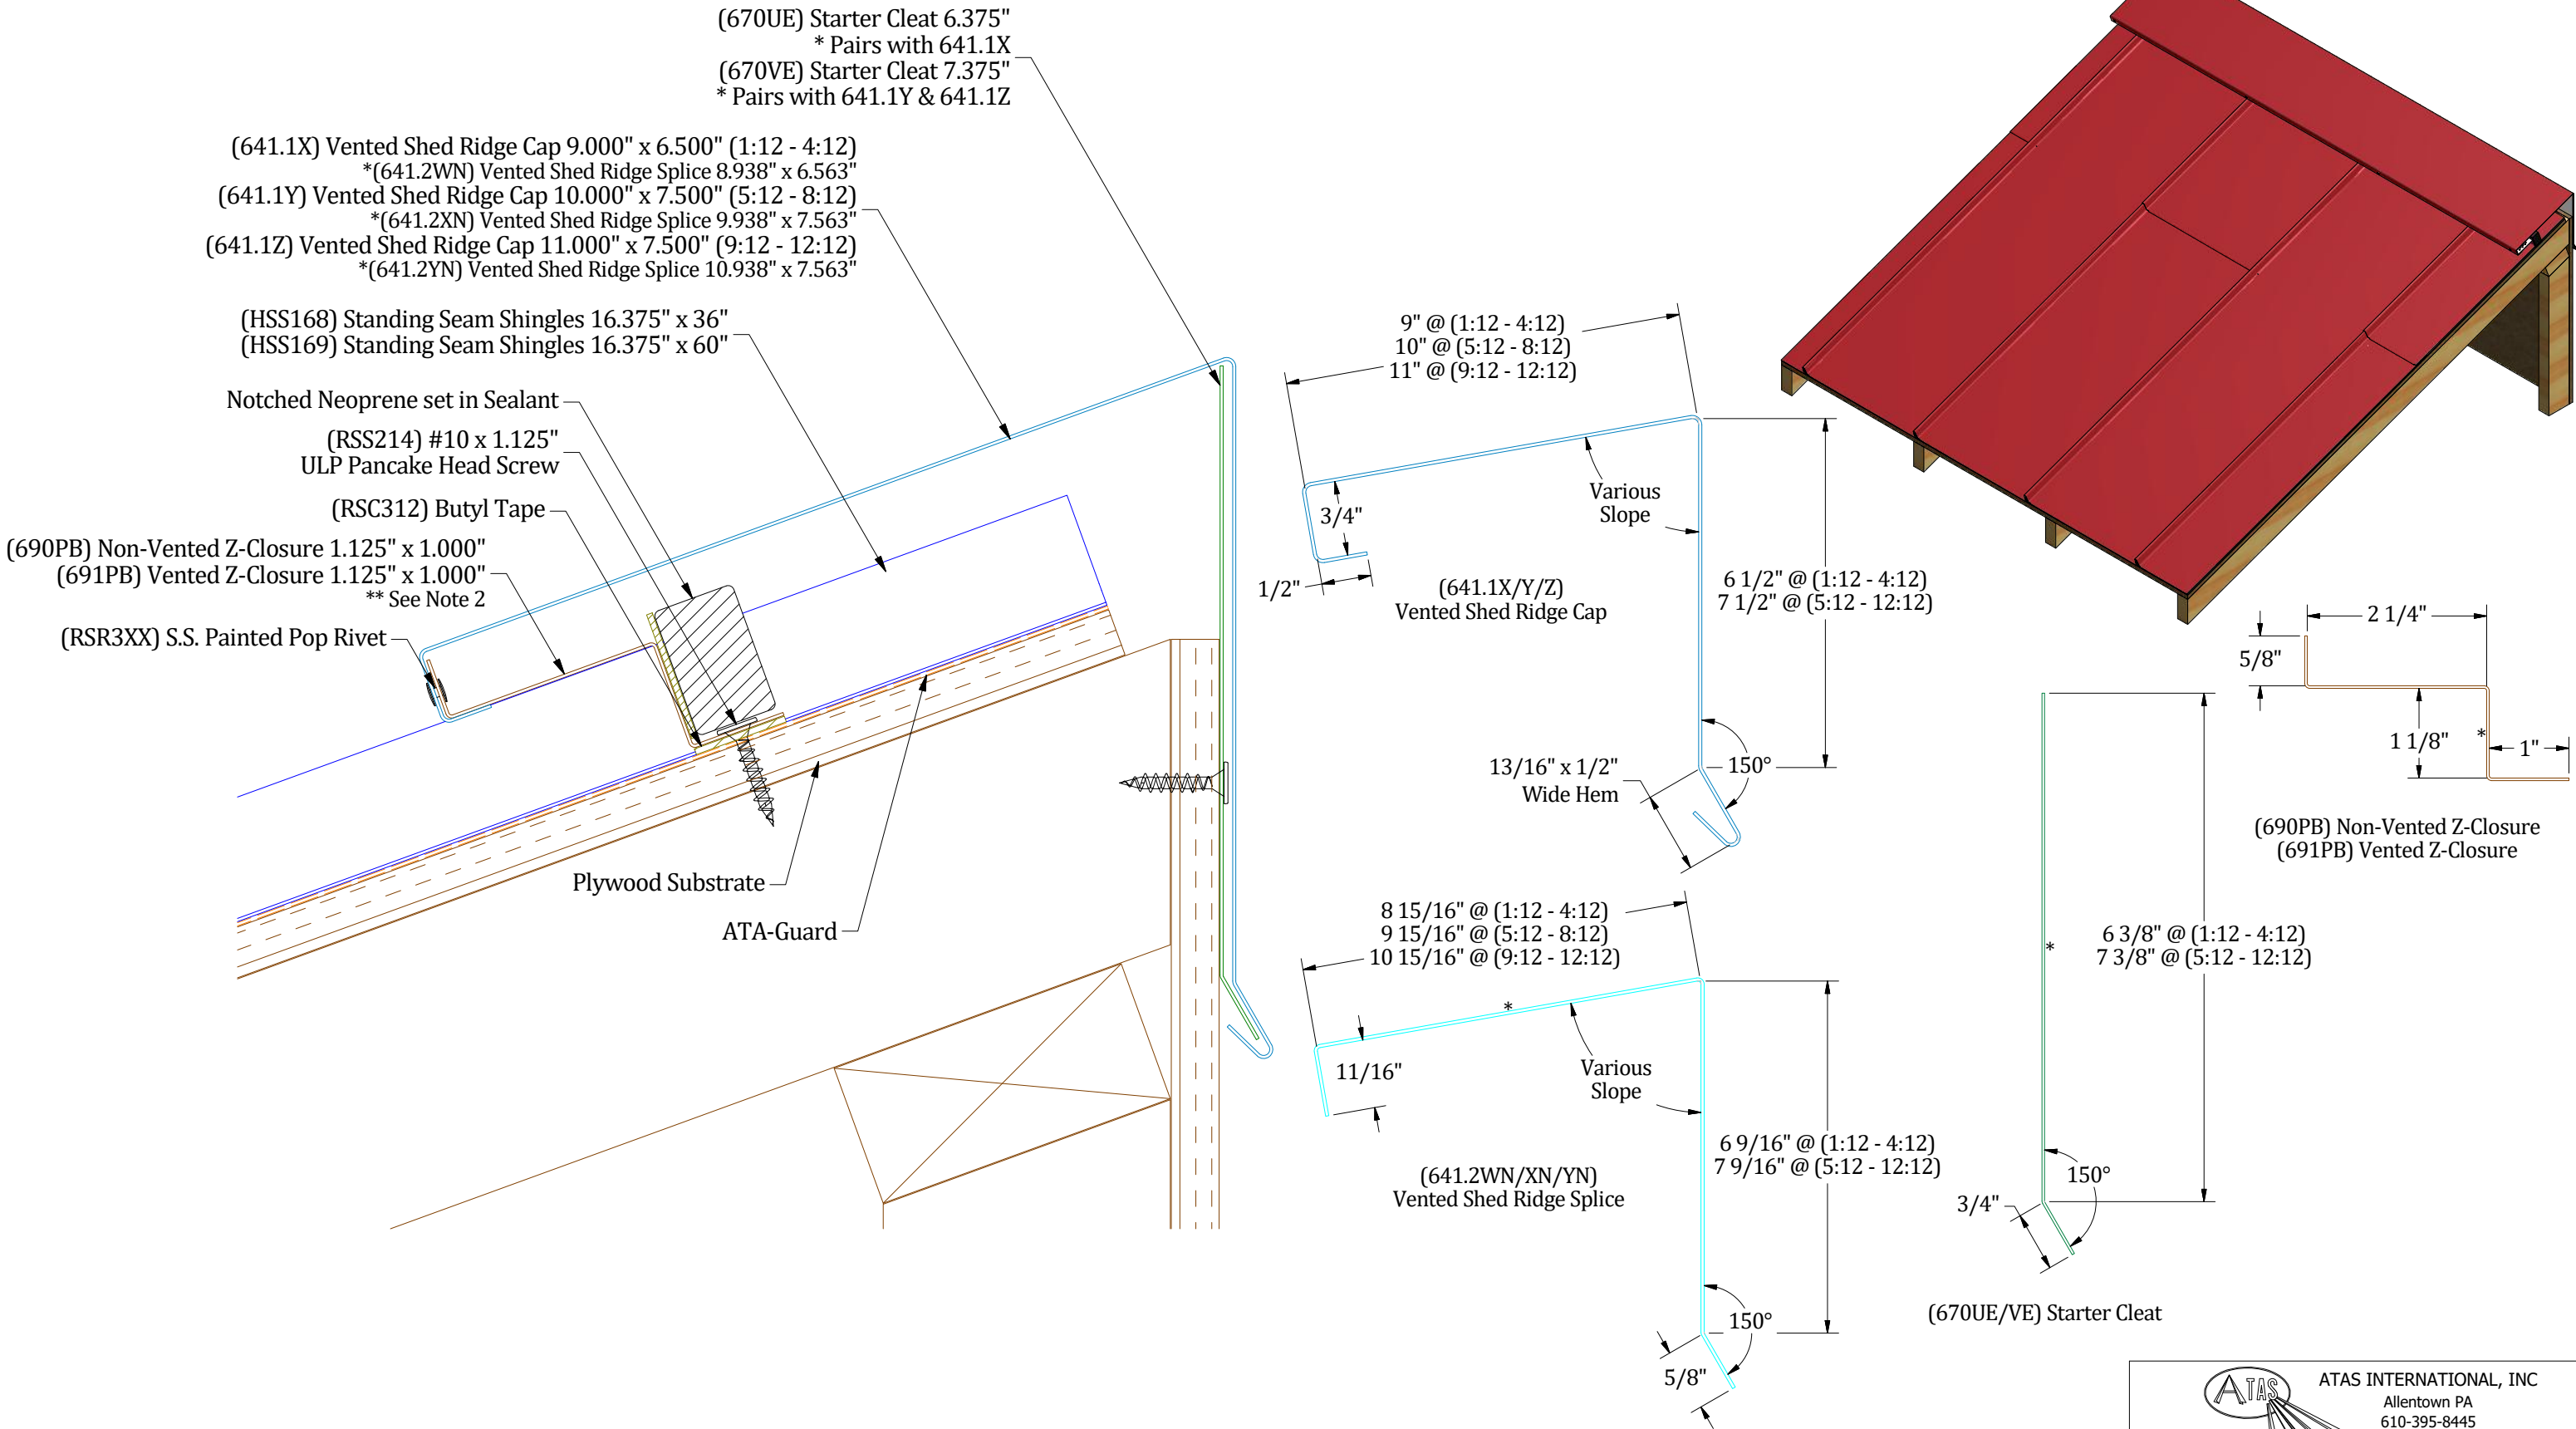 (670UE) Starter Cleat 6.375"
* Pairs with 641.1X
(670VE) Starter Cleat 7.375"
* Pairs with 641.1Y & 641.1Z
(641.1X) Vented Shed Ridge Cap 9.000" x 6.500" (1:12 - 4:12)
*(641.2WN) Vented Shed Ridge Splice 8.938" x 6.563"
(641.1Y) Vented Shed Ridge Cap 10.000" x 7.500" (5:12 - 8:12)
*(641.2XN) Vented Shed Ridge Splice 9.938" x 7.563"
(641.1Z) Vented Shed Ridge Cap 11.000" x 7.500" (9:12 - 12:12)
*(641.2YN) Vented Shed Ridge Splice 10.938" x 7.563"
(HSS168) Standing Seam Shingles 16.375" x 36"
(HSS169) Standing Seam Shingles 16.375" x 60"
Notched Neoprene set in Sealant
(RSS214) #10 x 1.125"
ULP Pancake Head Screw
(RSC312) Butyl Tape
(690PB) Non-Vented Z-Closure 1.125" x 1.000"
(691PB) Vented Z-Closure 1.125" x 1.000"
** See Note 2
(RSR3XX) S.S. Painted Pop Rivet
Plywood Substrate
ATA-Guard
9" @ (1:12 - 4:12)
10" @ (5:12 - 8:12)
11" @ (9:12 - 12:12)
Various
Slope
3/4"
1/2"
(641.1X/Y/Z)
Vented Shed Ridge Cap
6 1/2" @ (1:12 - 4:12)
7 1/2" @ (5:12 - 12:12)
150°
13/16" x 1/2"
Wide Hem
8 15/16" @ (1:12 - 4:12)
9 15/16" @ (5:12 - 8:12)
10 15/16" @ (9:12 - 12:12)
*
11/16"
Various
Slope
6 9/16" @ (1:12 - 4:12)
7 9/16" @ (5:12 - 12:12)
(641.2WN/XN/YN)
Vented Shed Ridge Splice
150°
5/8"
2 1/4"
5/8"
1 1/8"
*
1"
(690PB) Non-Vented Z-Closure
(691PB) Vented Z-Closure
*
6 3/8" @ (1:12 - 4:12)
7 3/8" @ (5:12 - 12:12)
150°
3/4"
(670UE/VE) Starter Cleat
ATAS
ATAS INTERNATIONAL, INC
Allentown PA
610-395-8445